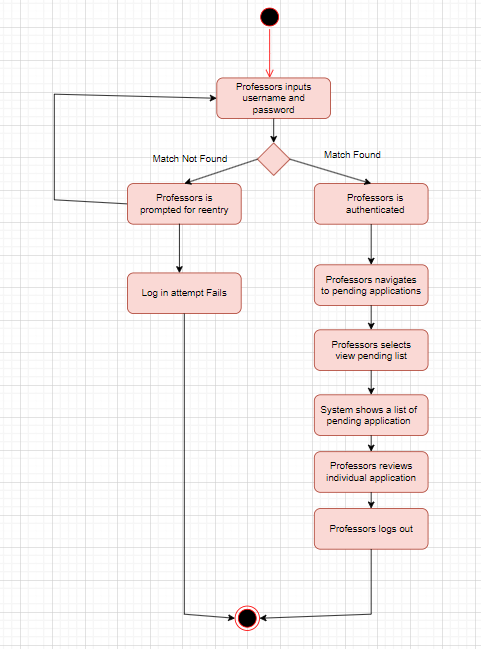 Professors inputs
username and
password
Match Not Found
Match Found
Professors is
prompted for reentry
Professors is
authenticated
Log in attempt Fails
Professors navigates
to pending applications
Professors selects
view pending list
System shows a list of
pending application
Professors reviews
individual application
Professors logs out